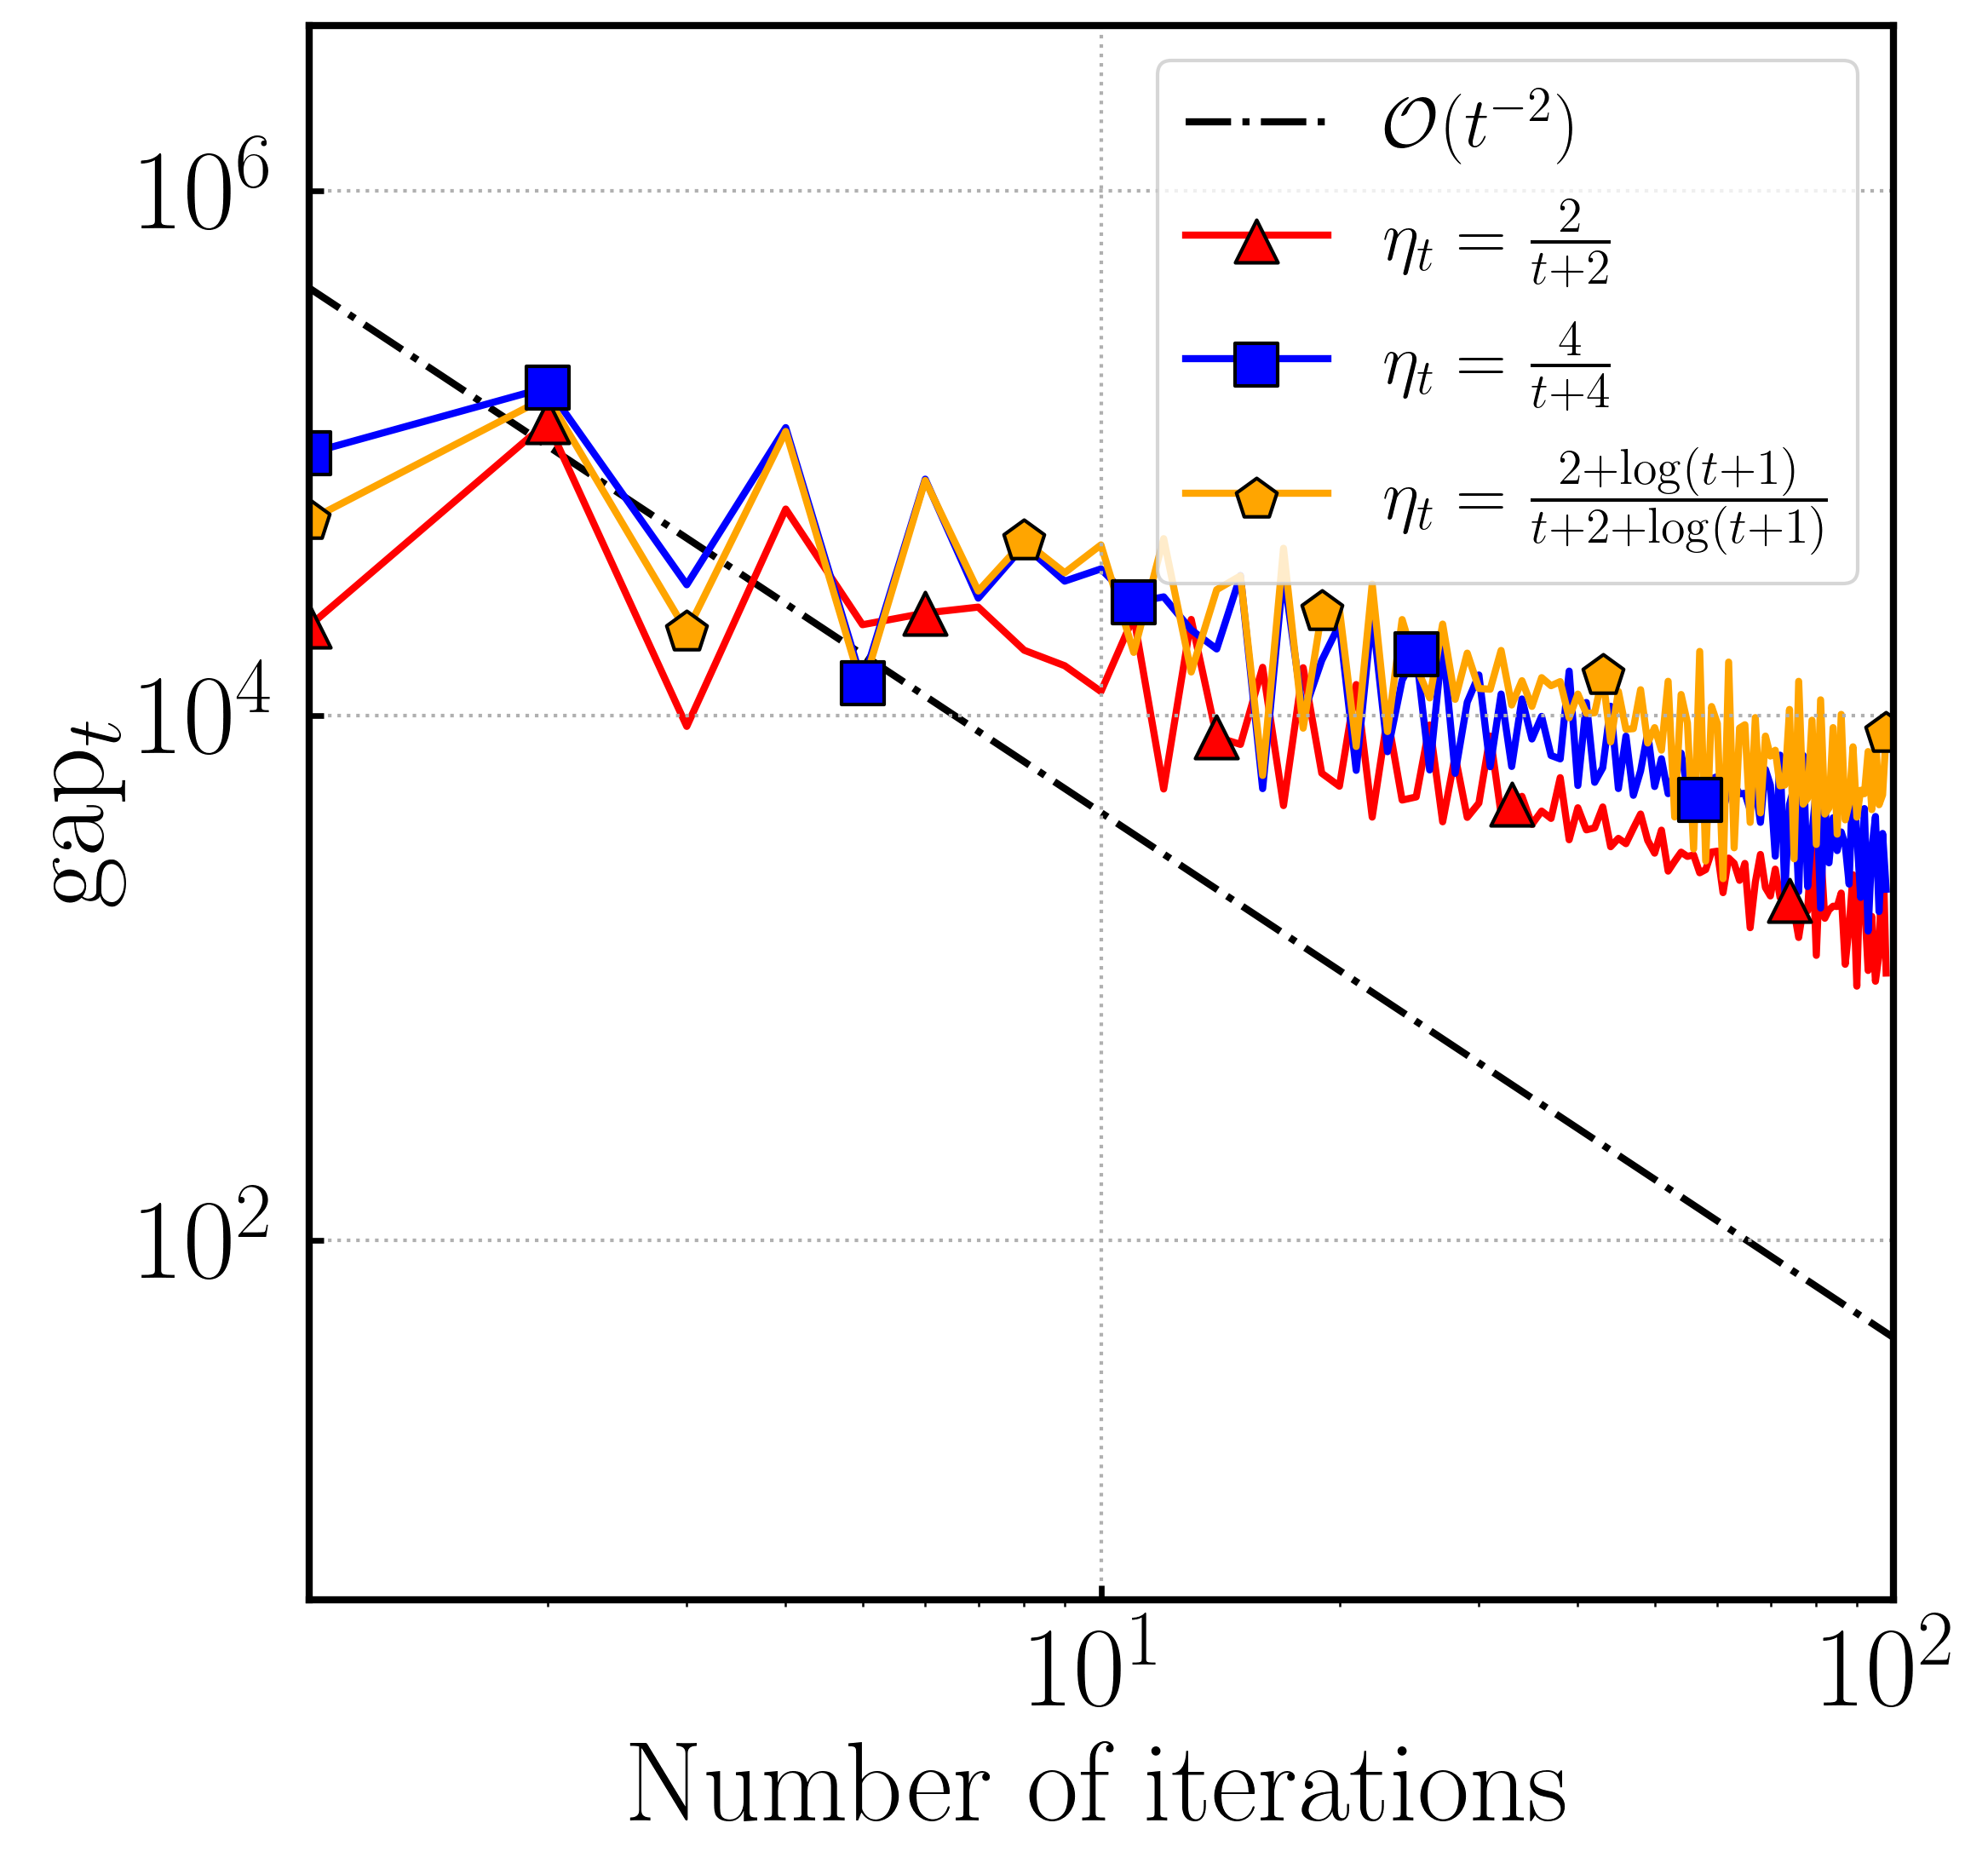 10⁶
10⁴
10²
gapₜ
𝒪(t⁻²)
ηₜ = 2/(t+2)
ηₜ = 4/(t+4)
ηₜ = (2+log(t+1))/(t+2+log(t+1))
10¹
10²
Number of iterations